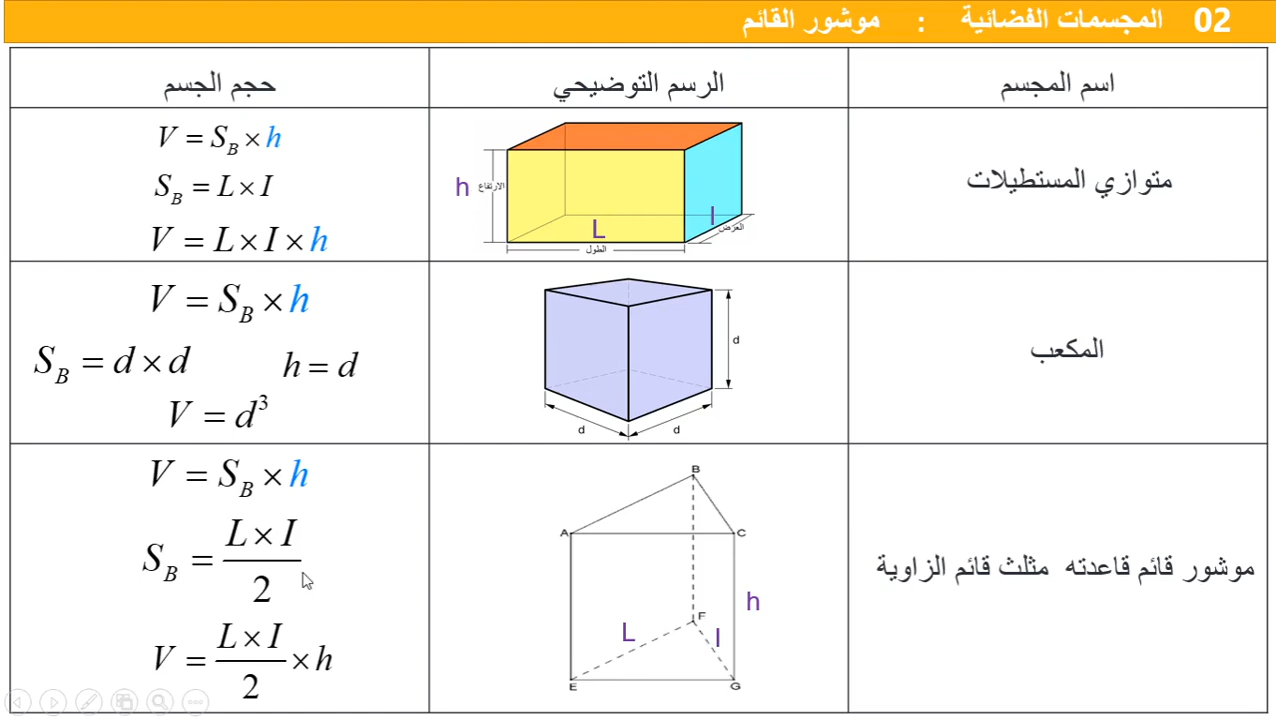 02 المجسمات الفضائية : موشور القائم
اسم المجسم
الرسم التوضيحي
حجم الجسم
متوازي المستطيلات
h
الارتفاع
L
الطول
l
العرض
V = S_B × h
S_B = L × I
V = L × I × h
المكعب
d
d
d
V = S_B × h
S_B = d × d
h = d
V = d³
موشور قائم قاعدته مثلث قائم الزاوية
B
A
C
h
F
L
l
E
G
V = S_B × h
S_B = (L × I)/2
V = (L × I)/2 × h